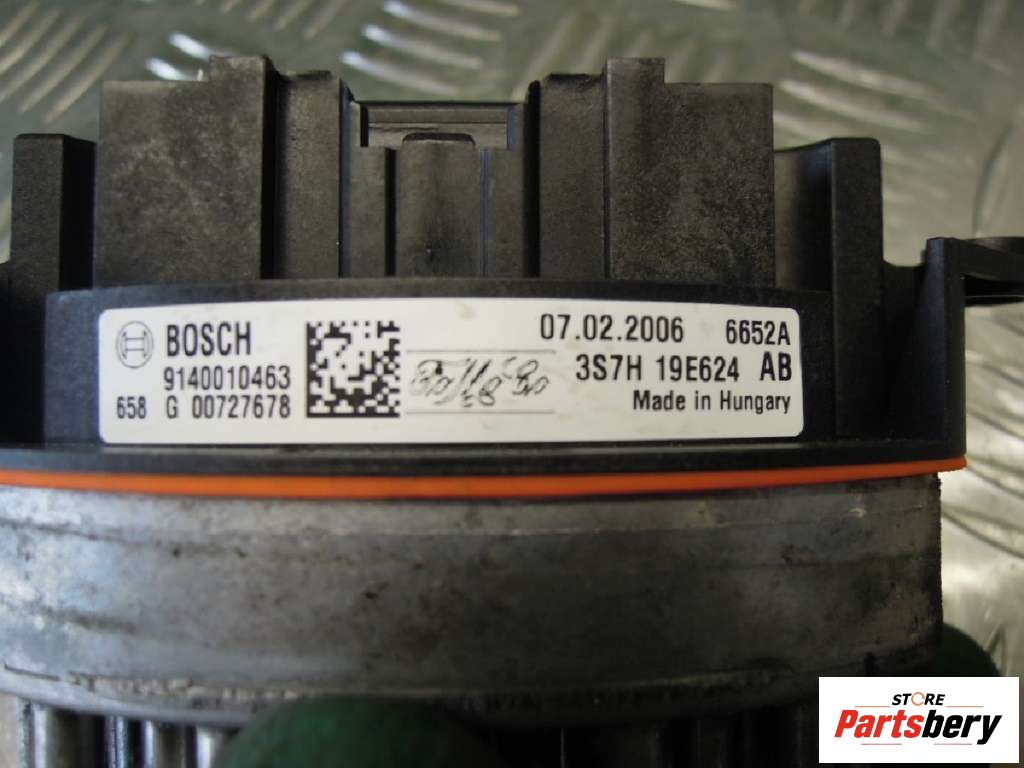 BOSCH
9140010463
658 G 00727678
07.02.2006 6652A
3S7H 19E624 AB
Made in Hungary
STORE
Partsbery